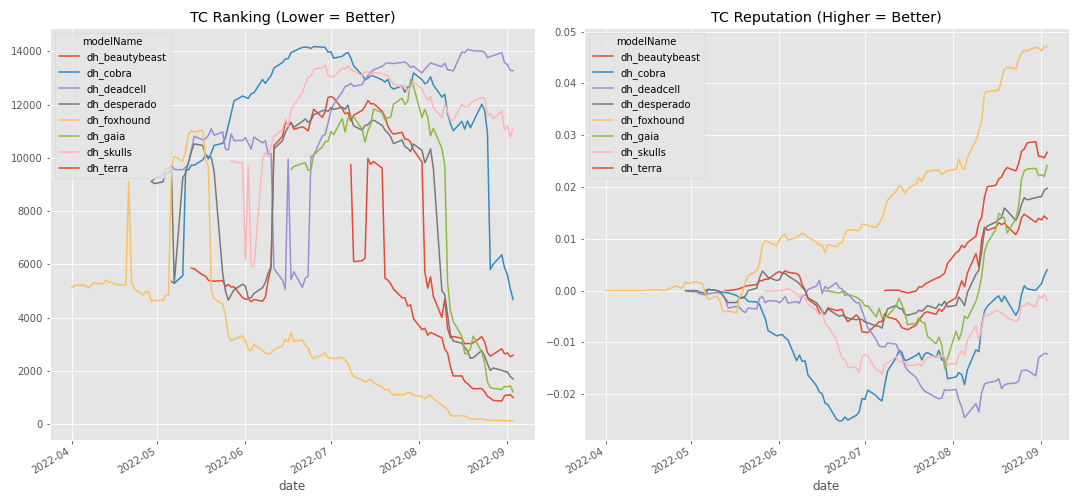 TC Ranking (Lower = Better)
modelName
dh_beautybeast
dh_cobra
dh_deadcell
dh_desperado
dh_foxhound
dh_gaia
dh_skulls
dh_terra
14000
12000
10000
8000
6000
4000
2000
0
2022-04
2022-05
2022-06
2022-07
2022-08
2022-09
date
TC Reputation (Higher = Better)
modelName
dh_beautybeast
dh_cobra
dh_deadcell
dh_desperado
dh_foxhound
dh_gaia
dh_skulls
dh_terra
0.05
0.04
0.03
0.02
0.01
0.00
−0.01
−0.02
2022-04
2022-05
2022-06
2022-07
2022-08
2022-09
date